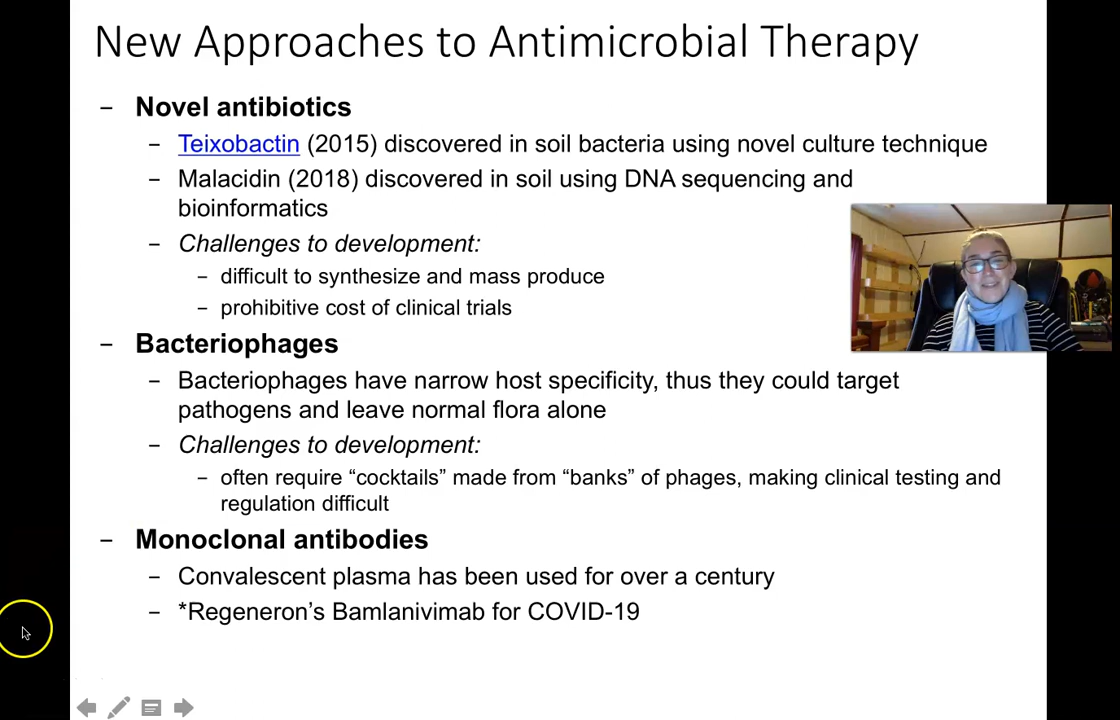 New Approaches to Antimicrobial Therapy
– Novel antibiotics
– Teixobactin (2015) discovered in soil bacteria using novel culture technique
– Malacidin (2018) discovered in soil using DNA sequencing and
bioinformatics
– Challenges to development:
– difficult to synthesize and mass produce
– prohibitive cost of clinical trials
– Bacteriophages
– Bacteriophages have narrow host specificity, thus they could target
pathogens and leave normal flora alone
– Challenges to development:
– often require “cocktails” made from “banks” of phages, making clinical testing and
regulation difficult
– Monoclonal antibodies
– Convalescent plasma has been used for over a century
– *Regeneron’s Bamlanivimab for COVID-19